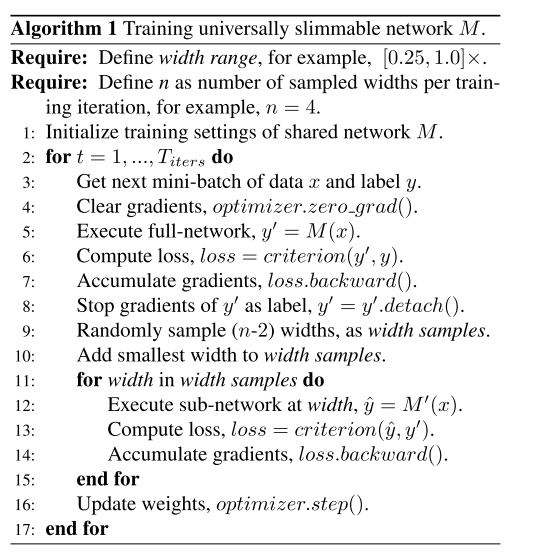 Algorithm 1 Training universally slimmable network M.
Require: Define width range, for example, [0.25, 1.0]×.
Require: Define n as number of sampled widths per train-
ing iteration, for example, n = 4.
1: Initialize training settings of shared network M.
2: for t = 1, ..., T_iters do
3: Get next mini-batch of data x and label y.
4: Clear gradients, optimizer.zero_grad().
5: Execute full-network, y′ = M(x).
6: Compute loss, loss = criterion(y′, y).
7: Accumulate gradients, loss.backward().
8: Stop gradients of y′ as label, y′ = y′.detach().
9: Randomly sample (n-2) widths, as width samples.
10: Add smallest width to width samples.
11: for width in width samples do
12: Execute sub-network at width, ŷ = M′(x).
13: Compute loss, loss = criterion(ŷ, y′).
14: Accumulate gradients, loss.backward().
15: end for
16: Update weights, optimizer.step().
17: end for